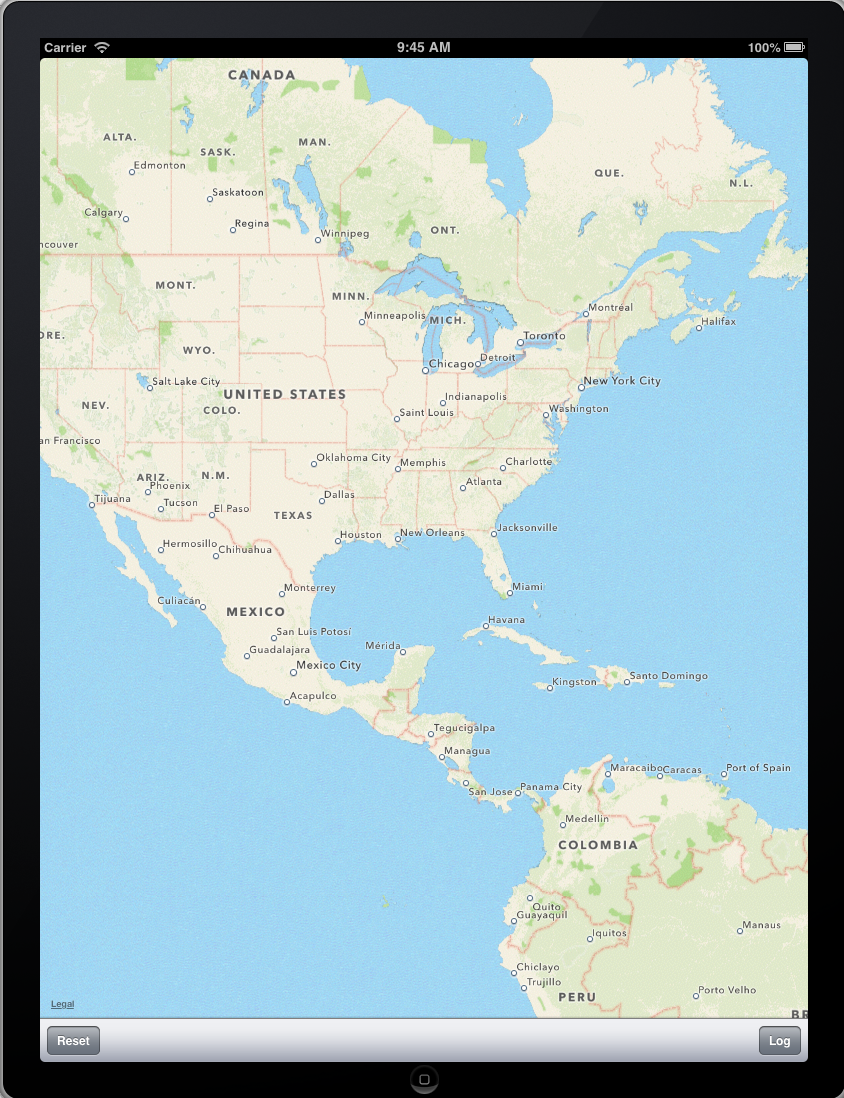 Carrier 9:45 AM 100%
CANADA
ALTA.
MAN.
SASK.
Edmonton
QUE.
N.L.
Saskatoon
Calgary
Regina
ONT.
Winnipeg
ncouver
MONT.
MINN.
Montréal
Minneapolis
MICH.
Halifax
ORE.
Toronto
WYO.
Detroit
Chicago
Salt Lake City
New York City
UNITED STATES
Indianapolis
NEV.
COLO.
Saint Louis
Washington
an Francisco
Oklahoma City
Memphis
Charlotte
ARIZ.
N.M.
Phoenix
Atlanta
Tijuana
Dallas
Tucson
El Paso
TEXAS
Jacksonville
Houston
New Orleans
Hermosillo
Chihuahua
Monterrey
Miami
Culiacán
MEXICO
Havana
San Luis Potosí
Mérida
Guadalajara
Mexico City
Santo Domingo
Kingston
Acapulco
Tegucigalpa
Managua
Maracaibo
Caracas
Port of Spain
San Jose
Panama City
Medellín
COLOMBIA
Quito
Guayaquil
Manaus
Iquitos
Chiclayo
Trujillo
Porto Velho
PERU
Legal
BR
Reset
Log